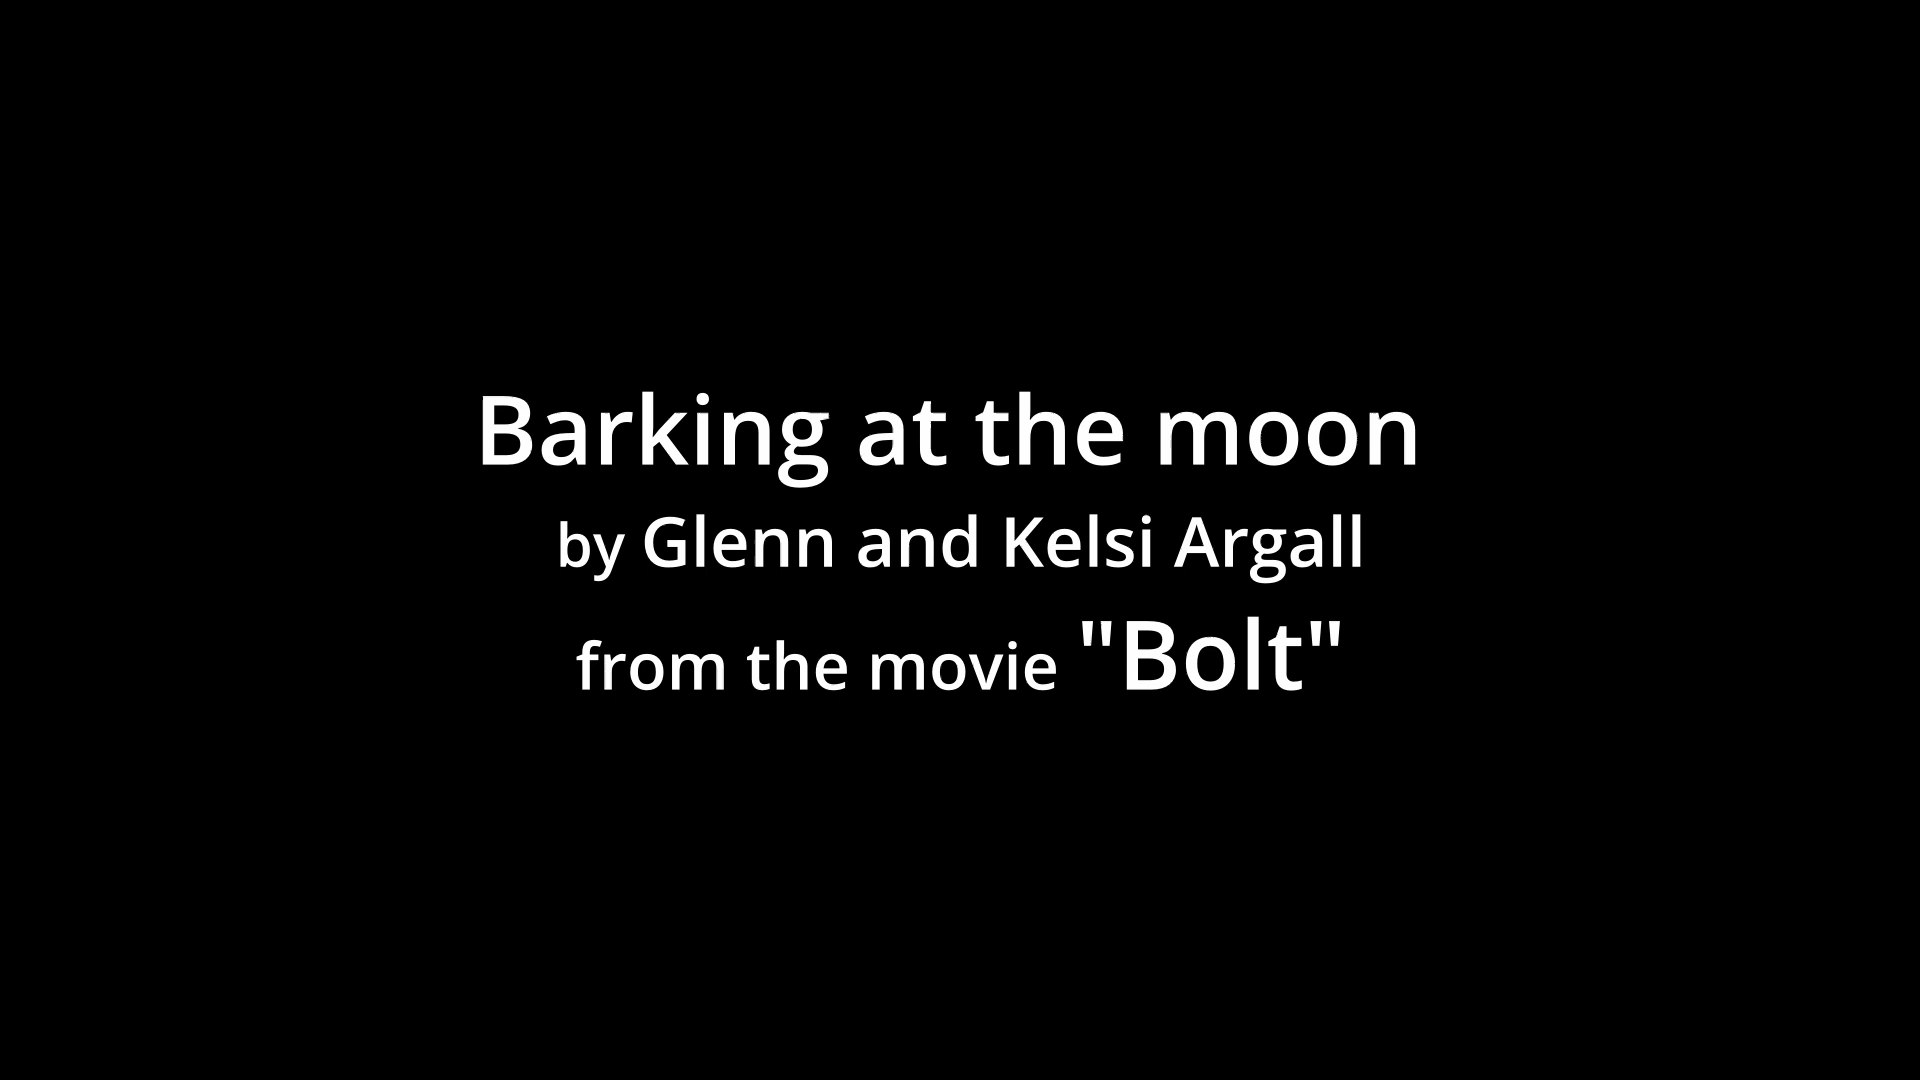 Barking at the moon
by Glenn and Kelsi Argall
from the movie "Bolt"